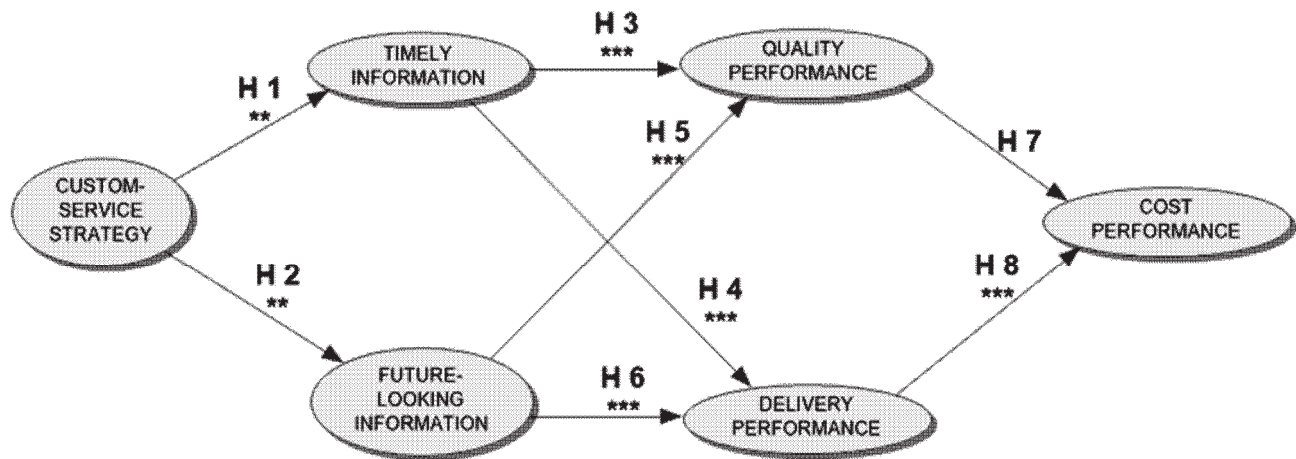 H 3
***
TIMELY
INFORMATION
QUALITY
PERFORMANCE
H 1
**
H 5
***
H 7
CUSTOM-
SERVICE
STRATEGY
COST
PERFORMANCE
H 2
**
H 4
***
H 8
***
FUTURE-
LOOKING
INFORMATION
H 6
***
DELIVERY
PERFORMANCE